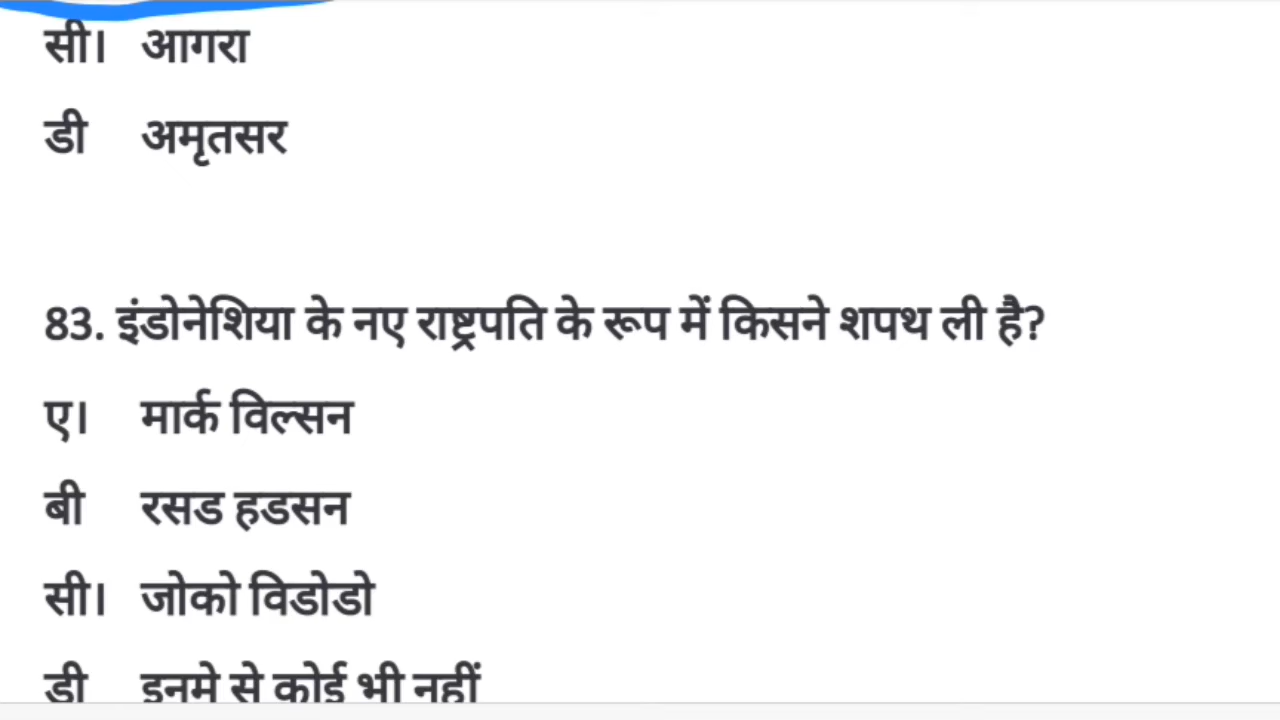 सी। आगरा
डी अमृतसर
83. इंडोनेशिया के नए राष्ट्रपति के रूप में किसने शपथ ली है?
ए। मार्क विल्सन
बी रसड हडसन
सी। जोको विडोडो
डी इनमे से कोई भी नहीं